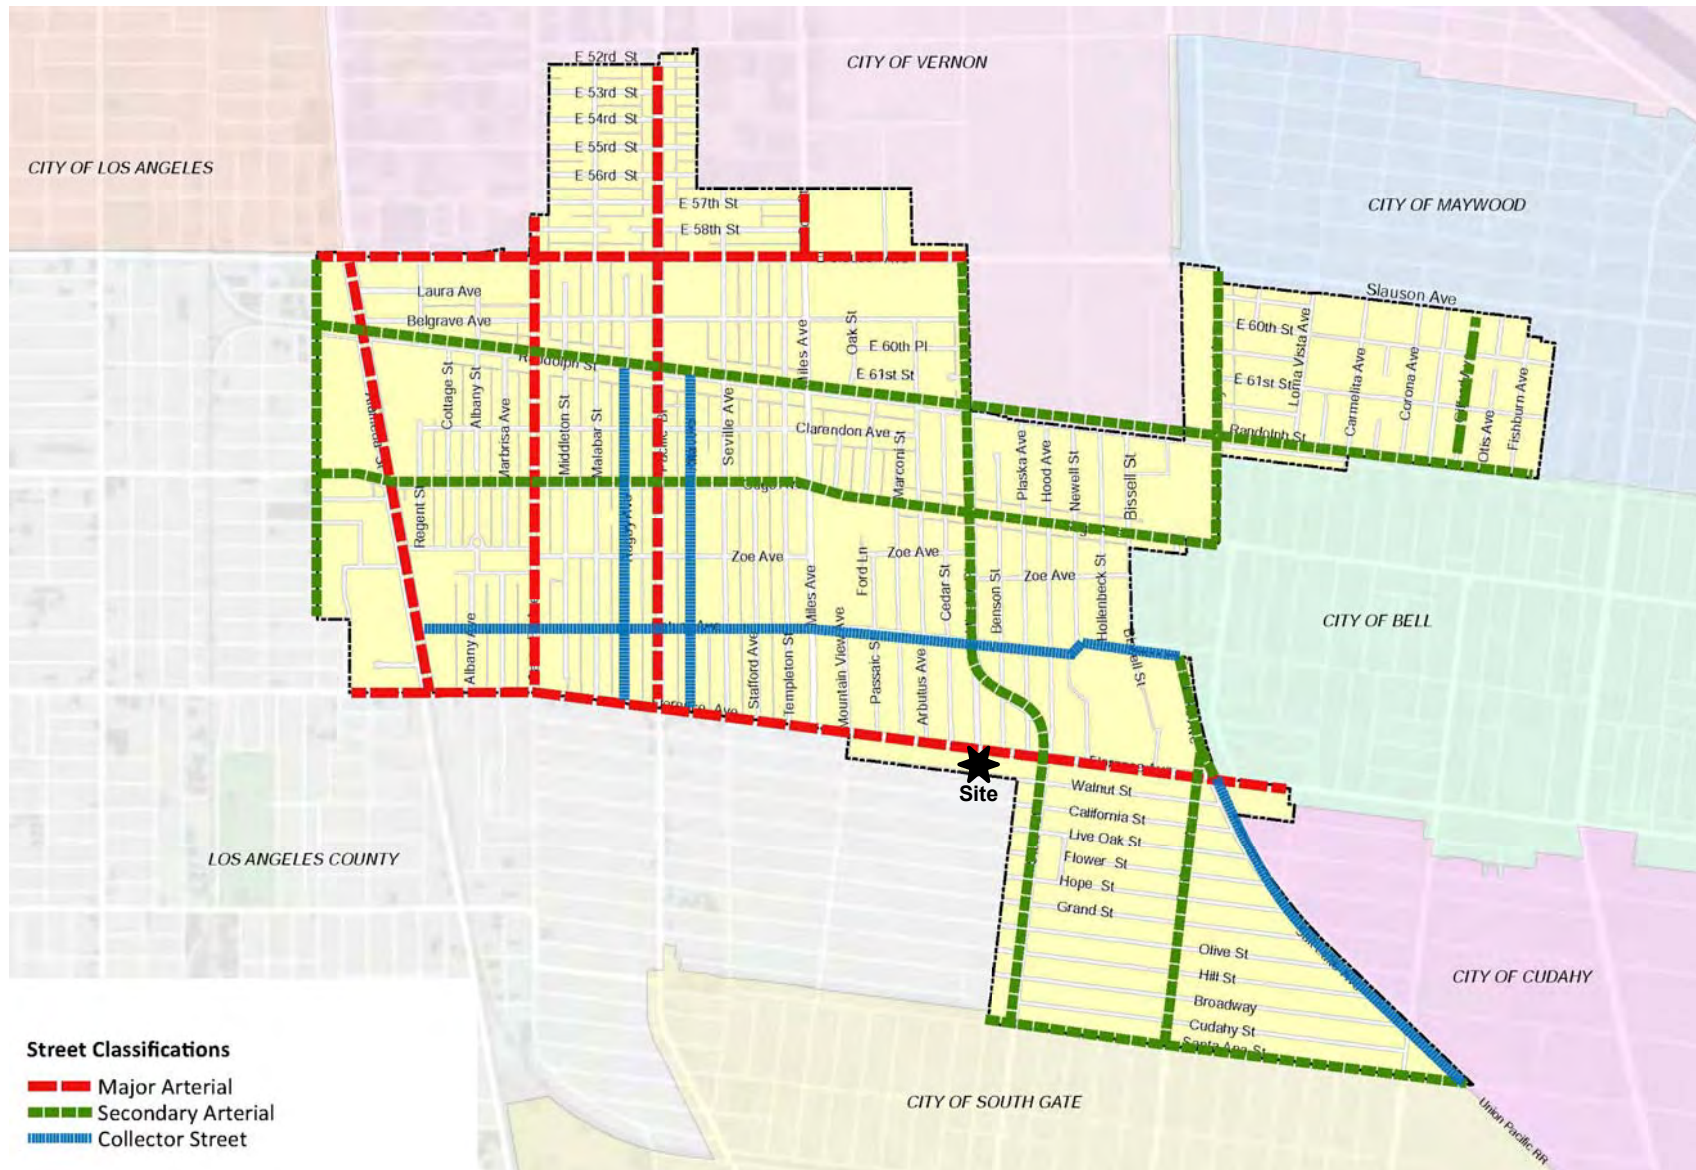 E 52rd St
CITY OF VERNON
E 53rd St
E 54rd St
E 55rd St
CITY OF LOS ANGELES
E 56rd St
E 57th St
CITY OF MAYWOOD
E 58th St
Laura Ave
Slauson Ave
Belgrave Ave
E 60th St
Oak St
E 60th Pl
E 61st St
E 61st St
Loma Vista Ave
Carmelita Ave
Corona Ave
Otis Ave
Fishburn Ave
Cottage St
Albany St
Marbrisa Ave
Middleton St
Malabar St
Seville Ave
Clarendon Ave
Marconi St
Randolph St
Plaska Ave
Hood Ave
Newell St
Bissell St
Regent St
Zoe Ave
Zoe Ave
Zoe Ave
Ford Ln
Cedar St
Benson St
Hollenbeck St
Miles Ave
CITY OF BELL
Albany Ave
Stafford Ave
Templeton St
Mountain View Ave
Passaic St
Arbutus Ave
Site
Walnut St
California St
Live Oak St
Flower St
Hope St
Grand St
LOS ANGELES COUNTY
Olive St
Hill St
Broadway
Cudahy St
Santa Ana St
CITY OF CUDAHY
CITY OF SOUTH GATE
Union Pacific RR
Street Classifications
Major Arterial
Secondary Arterial
Collector Street